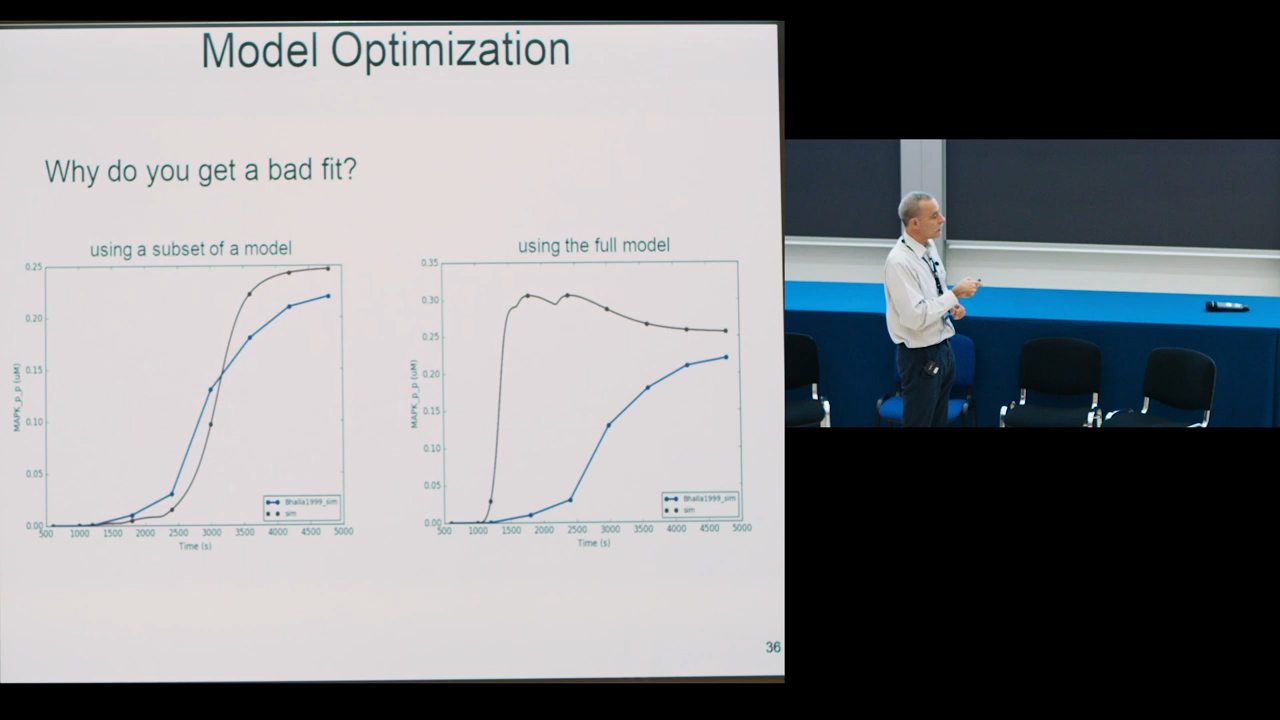 Model Optimization
Why do you get a bad fit?
using a subset of a model
0.25
0.20
0.15
0.10
0.05
0.00
MAPK_p_p (uM)
500 1000 1500 2000 2500 3000 3500 4000 4500 5000
Time (s)
Bhalla1999_sim
sim
using the full model
0.35
0.30
0.25
0.20
0.15
0.10
0.05
0.00
MAPK_p_p (uM)
500 1000 1500 2000 2500 3000 3500 4000 4500 5000
Time (s)
Bhalla1999_sim
sim
36